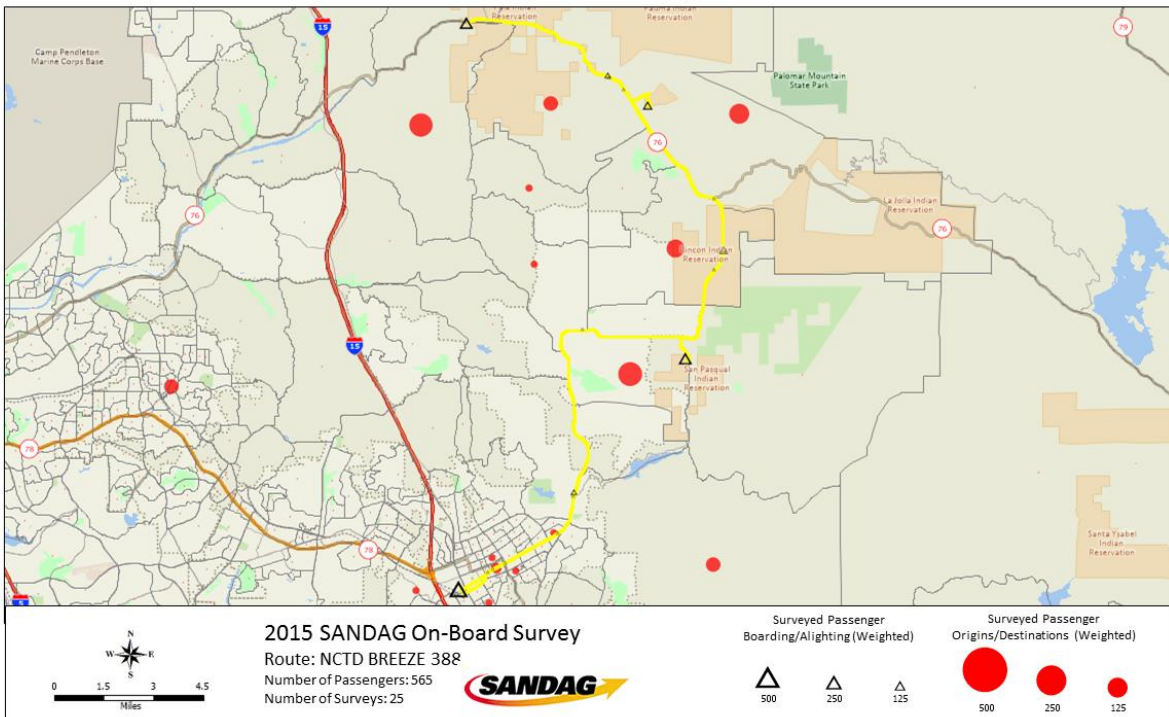 Pala Indian
Reservation
Pauma Indian
Reservation
15
79
Camp Pendleton
Marine Corps Base
Palomar Mountain
State Park
76
La Jolla Indian
Reservation
76
76
Rincon Indian
Reservation
15
San Pasqual
Indian
Reservation
78
78
Santa Ysabel
Indian
Reservation
5
N
W E
S
0 1.5 3 4.5
Miles
2015 SANDAG On-Board Survey
Route: NCTD BREEZE 388
Number of Passengers: 565
Number of Surveys: 25
SANDAG
Surveyed Passenger
Boarding/Alighting (Weighted)
500 250 125
Surveyed Passenger
Origins/Destinations (Weighted)
500 250 125